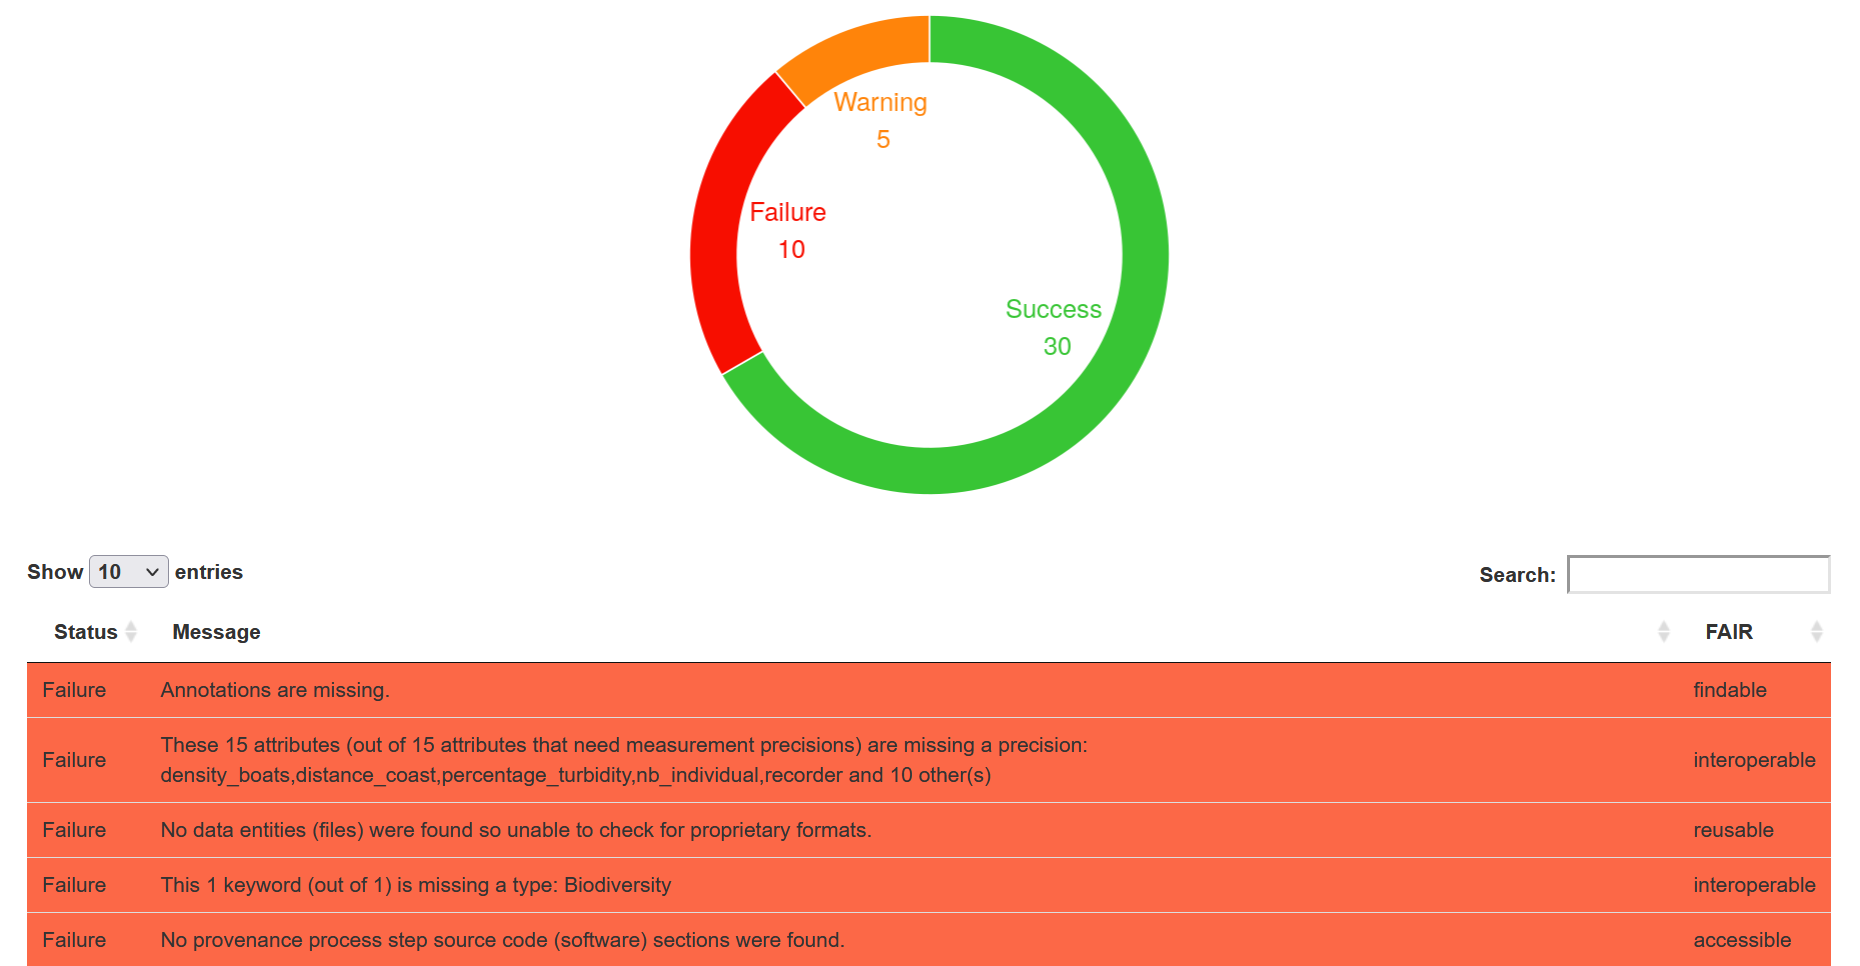 Warning
5
Failure
10
Success
30
Show 10 entries
Search:
Status Message FAIR
Failure Annotations are missing. findable
These 15 attributes (out of 15 attributes that need measurement precisions) are missing a precision:
Failure density_boats,distance_coast,percentage_turbidity,nb_individual,recorder and 10 other(s) interoperable
Failure No data entities (files) were found so unable to check for proprietary formats. reusable
Failure This 1 keyword (out of 1) is missing a type: Biodiversity interoperable
Failure No provenance process step source code (software) sections were found. accessible